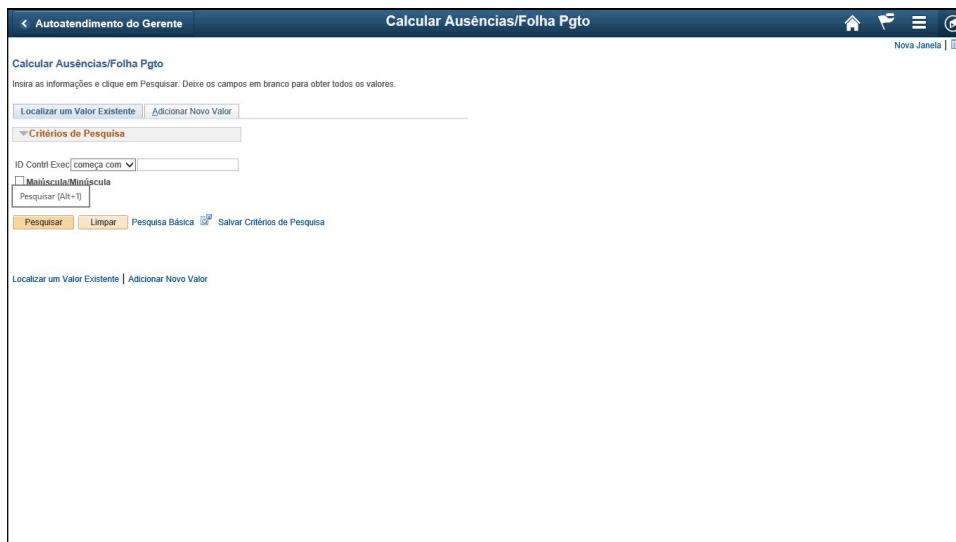 Autoatendimento do Gerente
Calcular Ausências/Folha Pgto
Nova Janela |
Calcular Ausências/Folha Pgto
Insira as informações e clique em Pesquisar. Deixe os campos em branco para obter todos os valores.
Localizar um Valor Existente Adicionar Novo Valor
Critérios de Pesquisa
ID Contrl Exec começa com
Maiúscula/Minúscula
Pesquisar (Alt+1)
Pesquisar Limpar Pesquisa Básica Salvar Critérios de Pesquisa
Localizar um Valor Existente | Adicionar Novo Valor